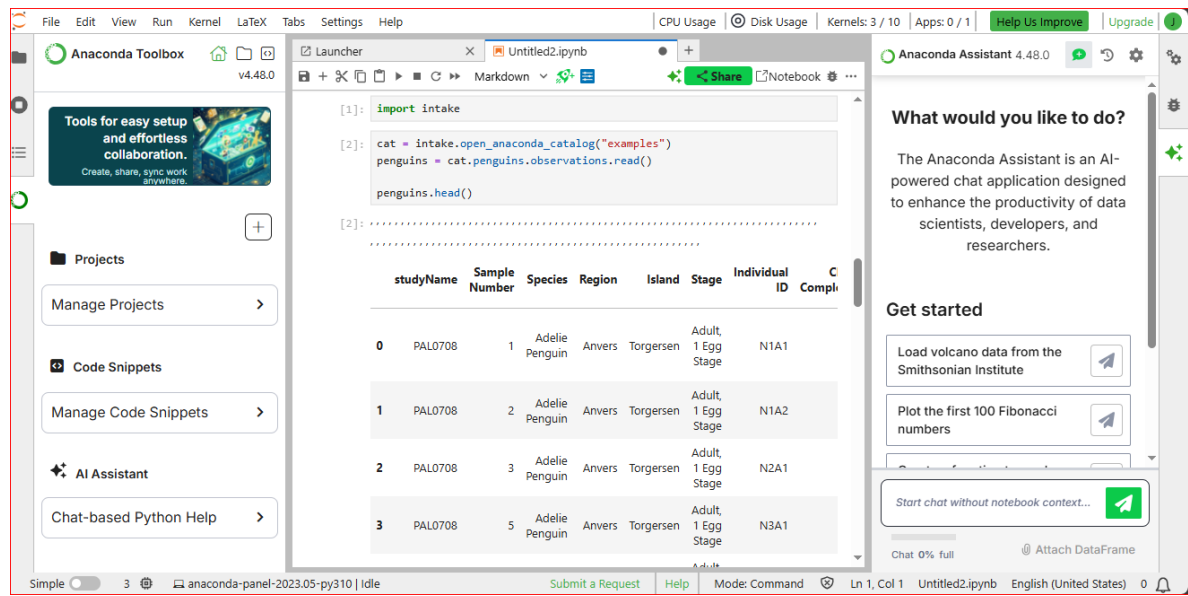 File Edit View Run Kernel LaTeX Tabs Settings Help
CPU Usage Disk Usage Kernels: 3 / 10 Apps: 0 / 1 Help Us Improve Upgrade J
Anaconda Toolbox
v4.48.0
Tools for easy setup
and effortless
collaboration.
Create, share, sync work
anywhere.
Projects
Manage Projects
Code Snippets
Manage Code Snippets
AI Assistant
Chat-based Python Help
Launcher
Untitled2.ipynb
Markdown
Share
Notebook
[1]: import intake
[2]: cat = intake.open_anaconda_catalog("examples")
penguins = cat.penguins.observations.read()
penguins.head()
[2]:
studyName Sample Number Species Region Island Stage Individual ID
0 PAL0708 1 Adelie Penguin Anvers Torgersen Adult, 1 Egg Stage N1A1
1 PAL0708 2 Adelie Penguin Anvers Torgersen Adult, 1 Egg Stage N1A2
2 PAL0708 3 Adelie Penguin Anvers Torgersen Adult, 1 Egg Stage N2A1
3 PAL0708 5 Adelie Penguin Anvers Torgersen Adult, 1 Egg Stage N3A1
Anaconda Assistant 4.48.0
What would you like to do?
The Anaconda Assistant is an AI-
powered chat application designed
to enhance the productivity of data
scientists, developers, and
researchers.
Get started
Load volcano data from the
Smithsonian Institute
Plot the first 100 Fibonacci
numbers
Start chat without notebook context...
Chat 0% full
Attach DataFrame
Simple 3 anaconda-panel-2023.05-py310 | Idle
Submit a Request Help Mode: Command Ln 1, Col 1 Untitled2.ipynb English (United States) 0